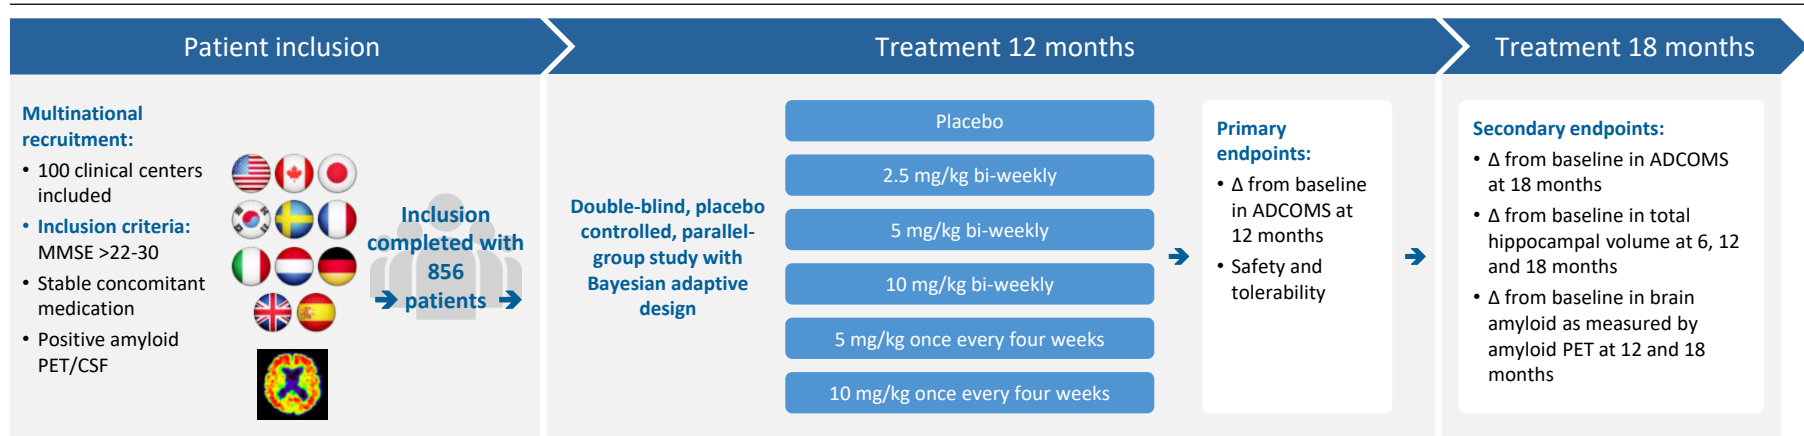 Patient inclusion
Treatment 12 months
Treatment 18 months
Multinational
recruitment:
• 100 clinical centers
included
• Inclusion criteria:
MMSE >22-30
• Stable concomitant
medication
• Positive amyloid
PET/CSF
Inclusion
completed with
856
patients
Double-blind, placebo
controlled, parallel-
group study with
Bayesian adaptive
design
Placebo
2.5 mg/kg bi-weekly
5 mg/kg bi-weekly
10 mg/kg bi-weekly
5 mg/kg once every four weeks
10 mg/kg once every four weeks
Primary
endpoints:
• Δ from baseline
in ADCOMS at
12 months
• Safety and
tolerability
Secondary endpoints:
• Δ from baseline in ADCOMS
at 18 months
• Δ from baseline in total
hippocampal volume at 6, 12
and 18 months
• Δ from baseline in brain
amyloid as measured by
amyloid PET at 12 and 18
months